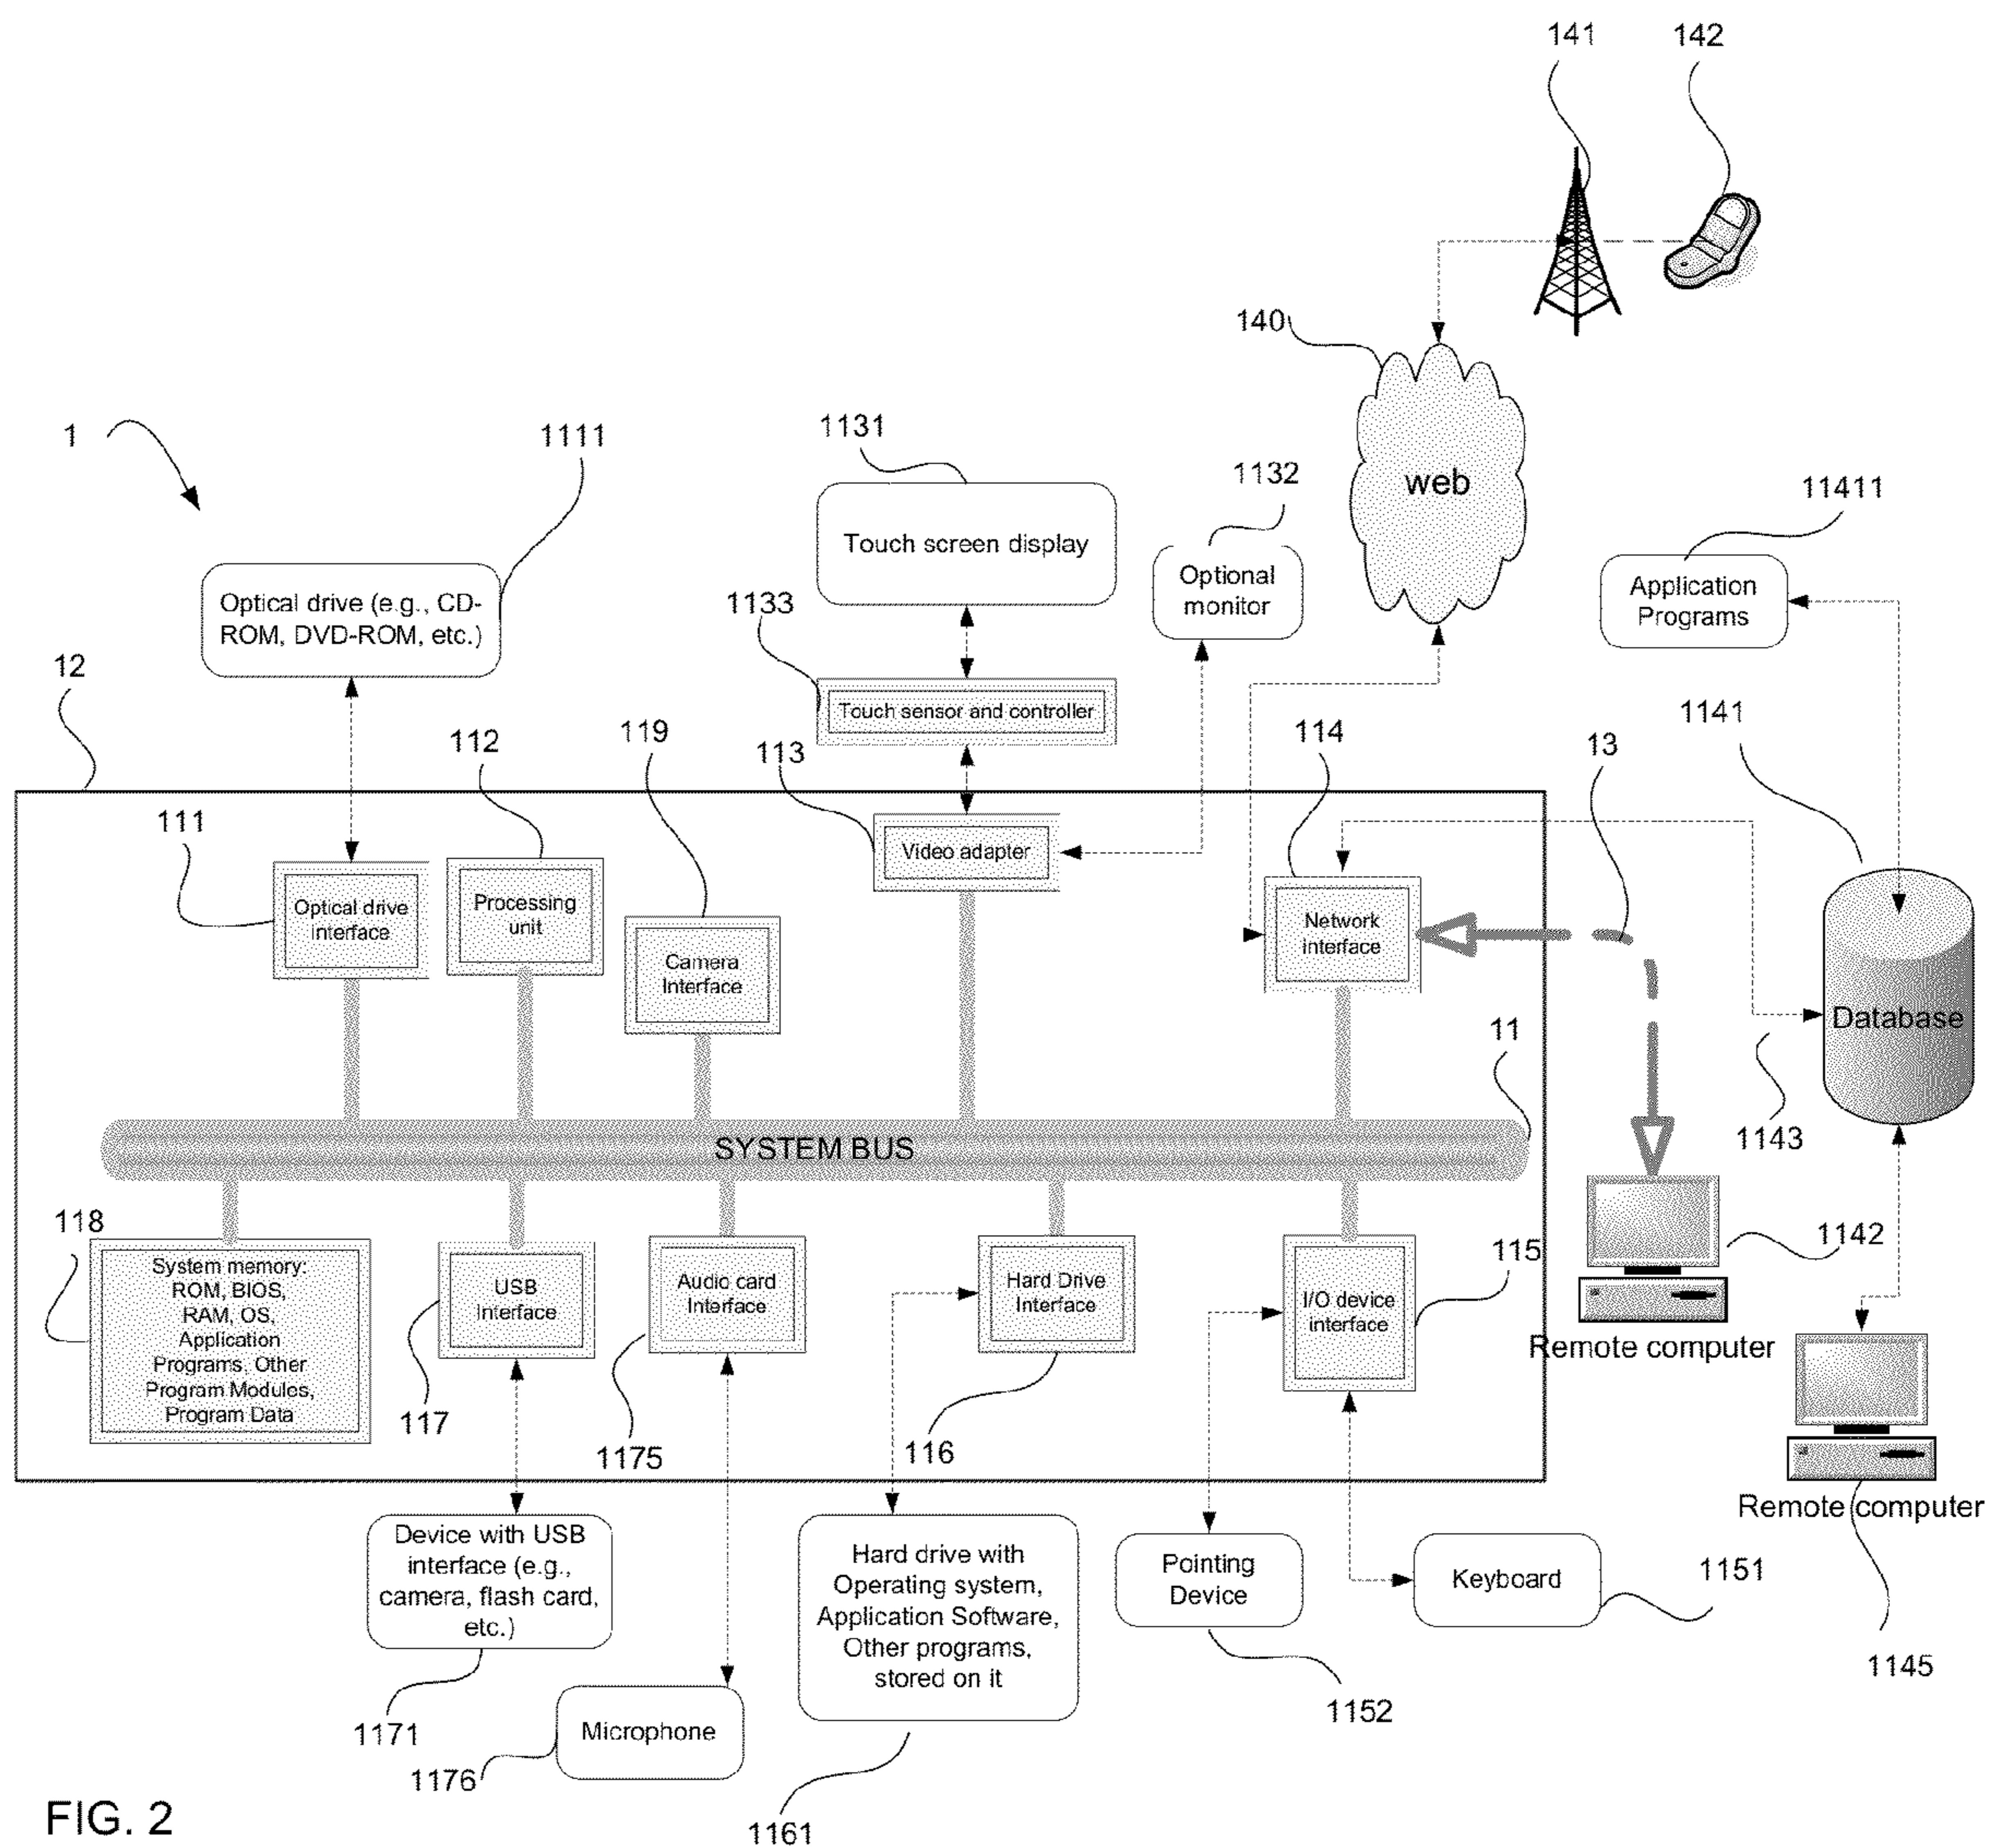 141
142
140
web
1
1111
1131
1132
11411
Touch screen display
Optional
monitor
Application
Programs
Optical drive (e.g., CD-
ROM, DVD-ROM, etc.)
1133
Touch sensor and controller
12
112
119
113
114
13
1141
111
Optical drive
interface
Processing
unit
Camera
Interface
Video adapter
Network
interface
Database
11
SYSTEM BUS
1143
118
System memory:
ROM, BIOS,
RAM, OS,
Application
Programs, Other
Program Modules,
Program Data
USB
Interface
Audio card
Interface
Hard Drive
Interface
I/O device
interface
115
1142
Remote computer
117
1175
116
Remote computer
Device with USB
interface (e.g.,
camera, flash card,
etc.)
Hard drive with
Operating system,
Application Software,
Other programs,
stored on it
Pointing
Device
Keyboard
1151
1145
1171
Microphone
1176
1152
1161
FIG. 2